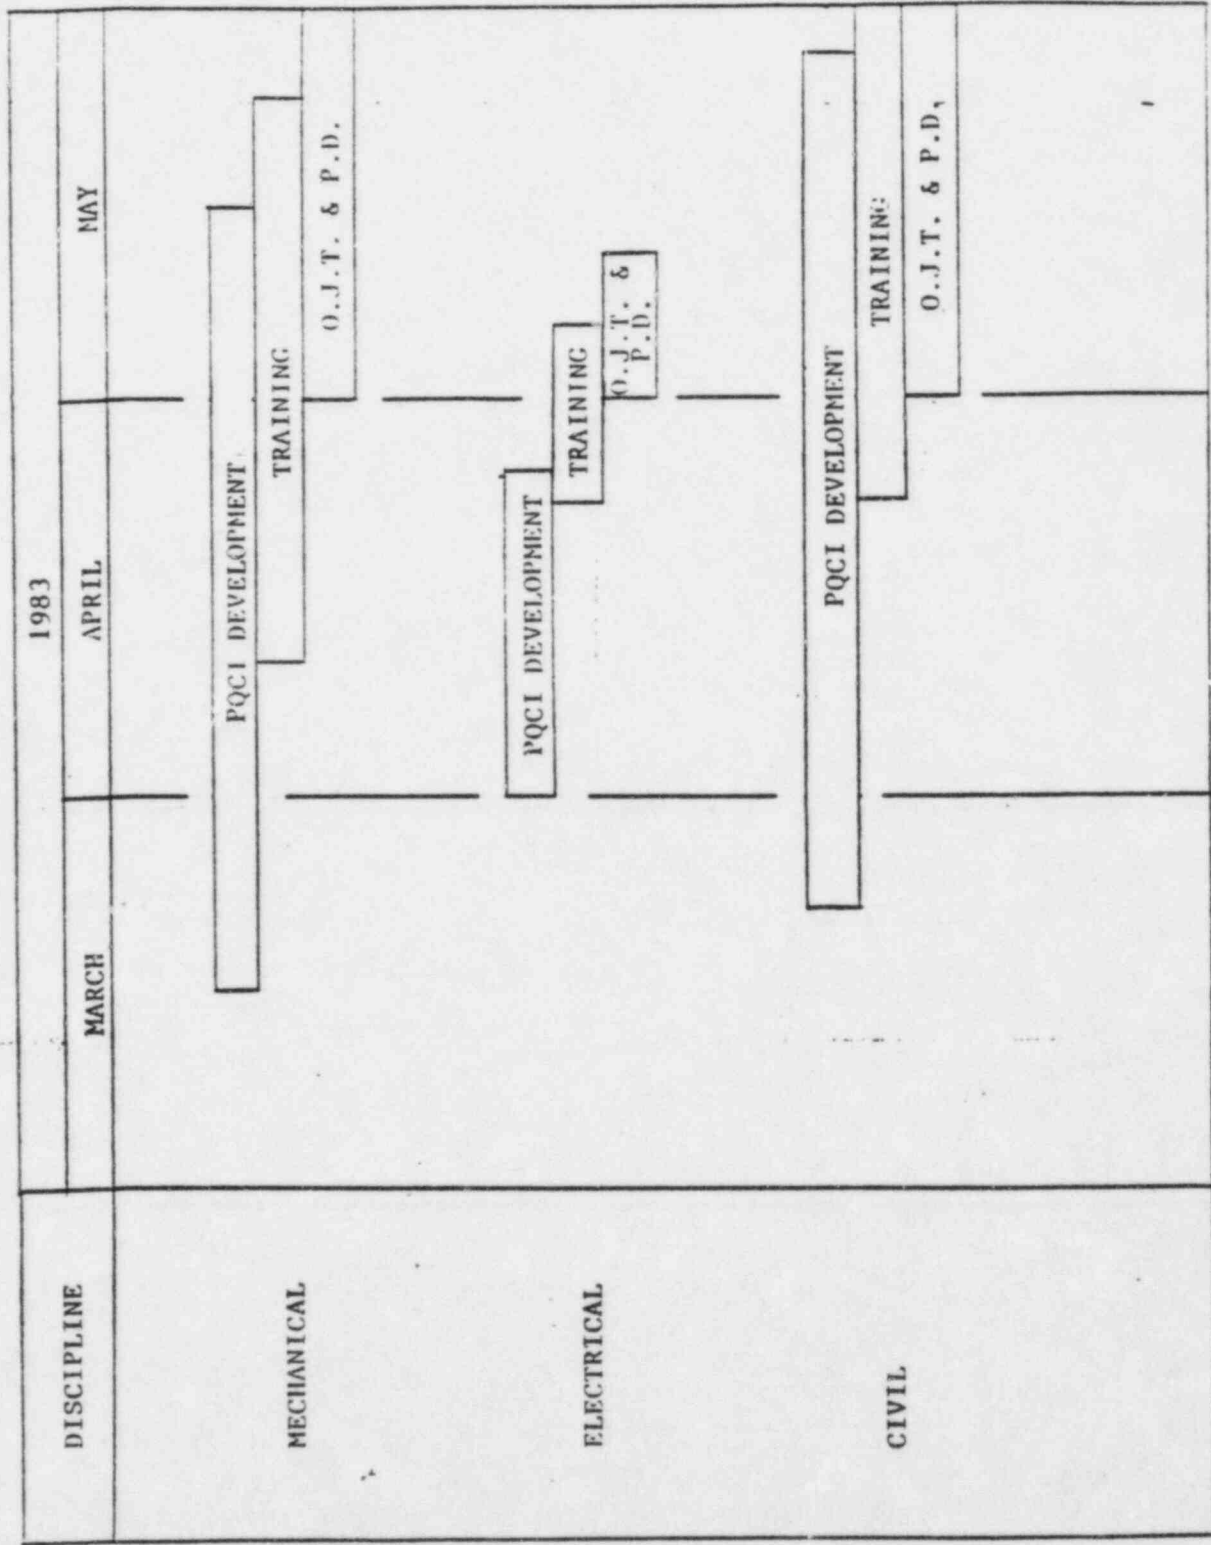 1983
DISCIPLINE
MARCH
APRIL
MAY
MECHANICAL
PQCI DEVELOPMENT
TRAINING
O.J.T. & P.D.
ELECTRICAL
PQCI DEVELOPMENT
TRAINING
O.J.T. &
P.D.
CIVIL
PQCI DEVELOPMENT
TRAINING
O.J.T. & P.D.